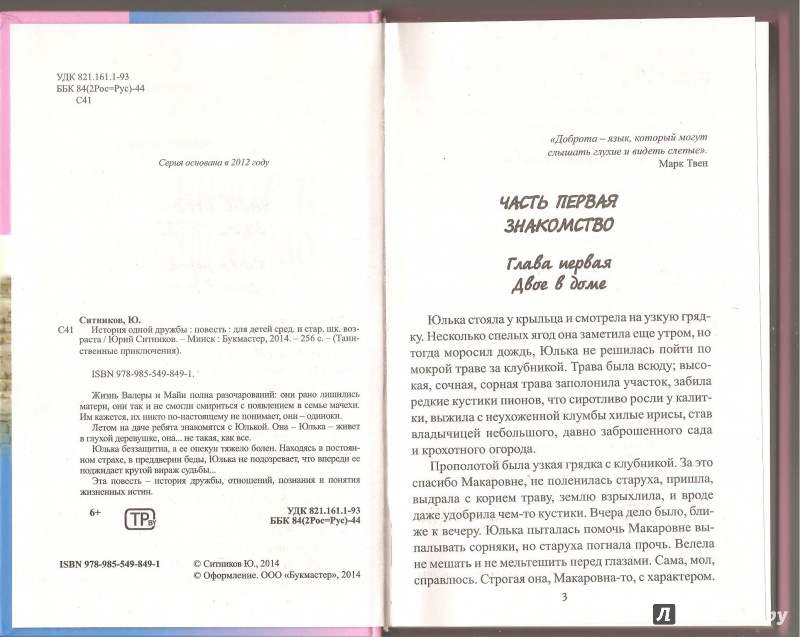 УДК 821.161.1-93
ББК 84(2Рос=Рус)-44
С41
Серия основана в 2012 году
Ситников, Ю.
С41 История одной дружбы : повесть : для детей сред. и стар. шк. воз-
раста / Юрий Ситников. – Минск : Букмастер, 2014. – 256 с. – (Таин-
ственные приключения).
ISBN 978-985-549-849-1.
Жизнь Валеры и Майи полна разочарований: они рано лишились
матери, они так и не смогли смириться с появлением в семье мачехи.
Им кажется, их никто по-настоящему не понимает, они – одиноки.
Летом на даче ребята знакомятся с Юлькой. Она – Юлька – живет
в глухой деревушке, она... не такая, как все.
Юлька беззащитна, а ее опекун тяжело болен. Находясь в постоян-
ном страхе, в преддверии беды, Юлька не подозревает, что впереди ее
поджидает крутой вираж судьбы...
Эта повесть – история дружбы, отношений, познания и понятия
жизненных истин.
6+
ТР BY
УДК 821.161.1-93
ББК 84(2Рос=Рус)-44
ISBN 978-985-549-849-1
© Ситников Ю., 2014
© Оформление. ООО «Букмастер», 2014
«Доброта – язык, который могут
слышать глухие и видеть слепые».
Марк Твен
ЧАСТЬ ПЕРВАЯ
ЗНАКОМСТВО
Глава первая
Двое в доме
Юлька стояла у крыльца и смотрела на узкую гряд-
ку. Несколько спелых ягод она заметила еще утром, но
тогда моросил дождь, Юлька не решилась пойти по
мокрой траве за клубникой. Трава была всюду; высо-
кая, сочная, сорная трава заполонила участок, забила
редкие кустики пионов, что сиротливо росли у калит-
ки, выжила с неухоженной клумбы хилые ирисы, став
владычицей небольшого, давно заброшенного сада
и крохотного огорода.
Прополотой была узкая грядка с клубникой. За это
спасибо Макаровне, не поленилась старуха, пришла,
выдрала с корнем траву, землю взрыхлила, и вроде
даже удобрила чем-то кустики. Вчера дело было, бли-
же к вечеру. Юлька пыталась помочь Макаровне вы-
палывать сорняки, но старуха погнала прочь. Велела
не мешать и не мельтешить перед глазами. Сама, мол,
справлюсь. Строгая она, Макаровна-то, с характером.
3
Л